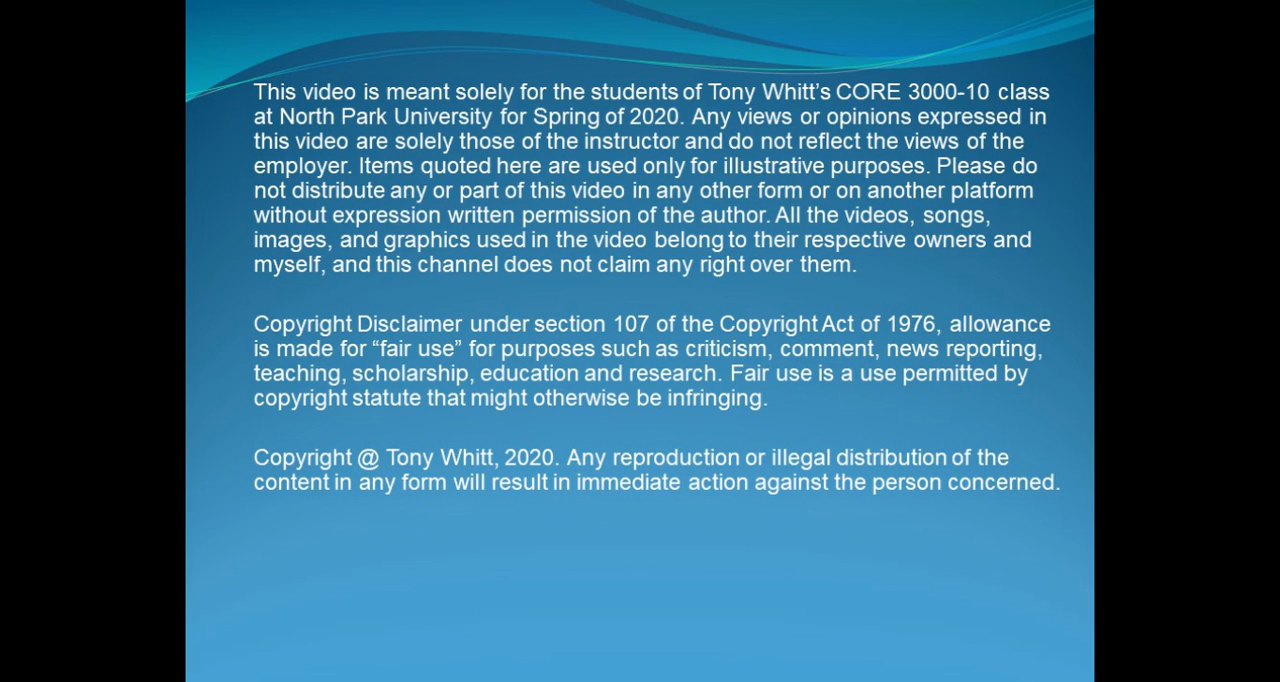 This video is meant solely for the students of Tony Whitt’s CORE 3000-10 class
at North Park University for Spring of 2020. Any views or opinions expressed in
this video are solely those of the instructor and do not reflect the views of the
employer. Items quoted here are used only for illustrative purposes. Please do
not distribute any or part of this video in any other form or on another platform
without expression written permission of the author. All the videos, songs,
images, and graphics used in the video belong to their respective owners and
myself, and this channel does not claim any right over them.
Copyright Disclaimer under section 107 of the Copyright Act of 1976, allowance
is made for “fair use” for purposes such as criticism, comment, news reporting,
teaching, scholarship, education and research. Fair use is a use permitted by
copyright statute that might otherwise be infringing.
Copyright @ Tony Whitt, 2020. Any reproduction or illegal distribution of the
content in any form will result in immediate action against the person concerned.